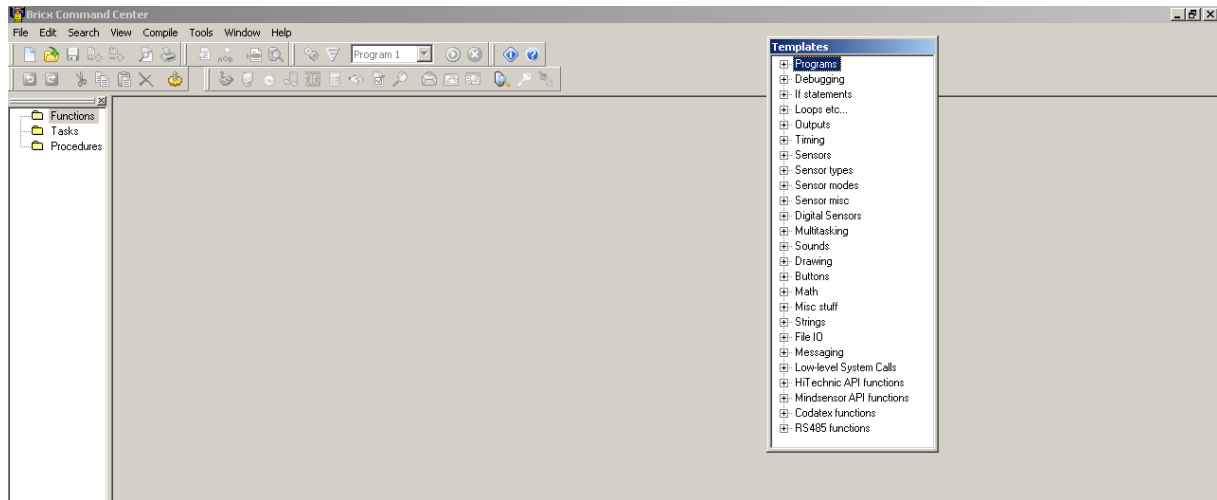 Bricx Command Center
File Edit Search View Compile Tools Window Help
Program 1
Templates
Programs
Debugging
If statements
Loops etc...
Outputs
Timing
Sensors
Sensor types
Sensor modes
Sensor misc
Digital Sensors
Multitasking
Sounds
Drawing
Buttons
Math
Misc stuff
Strings
File IO
Messaging
Low-level System Calls
HiTechnic API functions
Mindsensor API functions
Codatex functions
RS485 functions
Functions
Tasks
Procedures